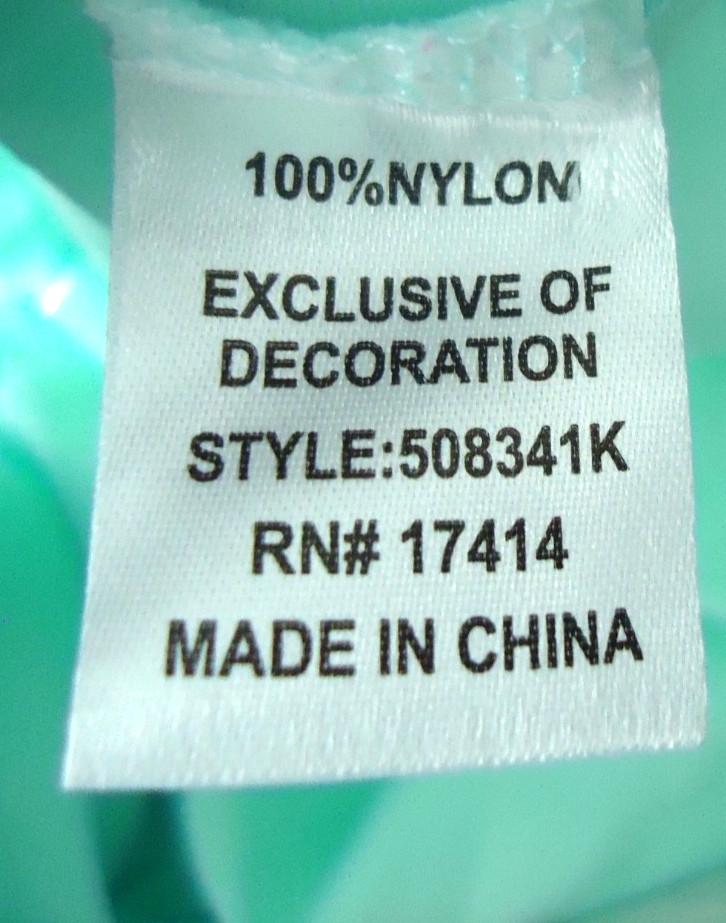 100%NYLON
EXCLUSIVE OF
DECORATION
STYLE:508341K
RN# 17414
MADE IN CHINA